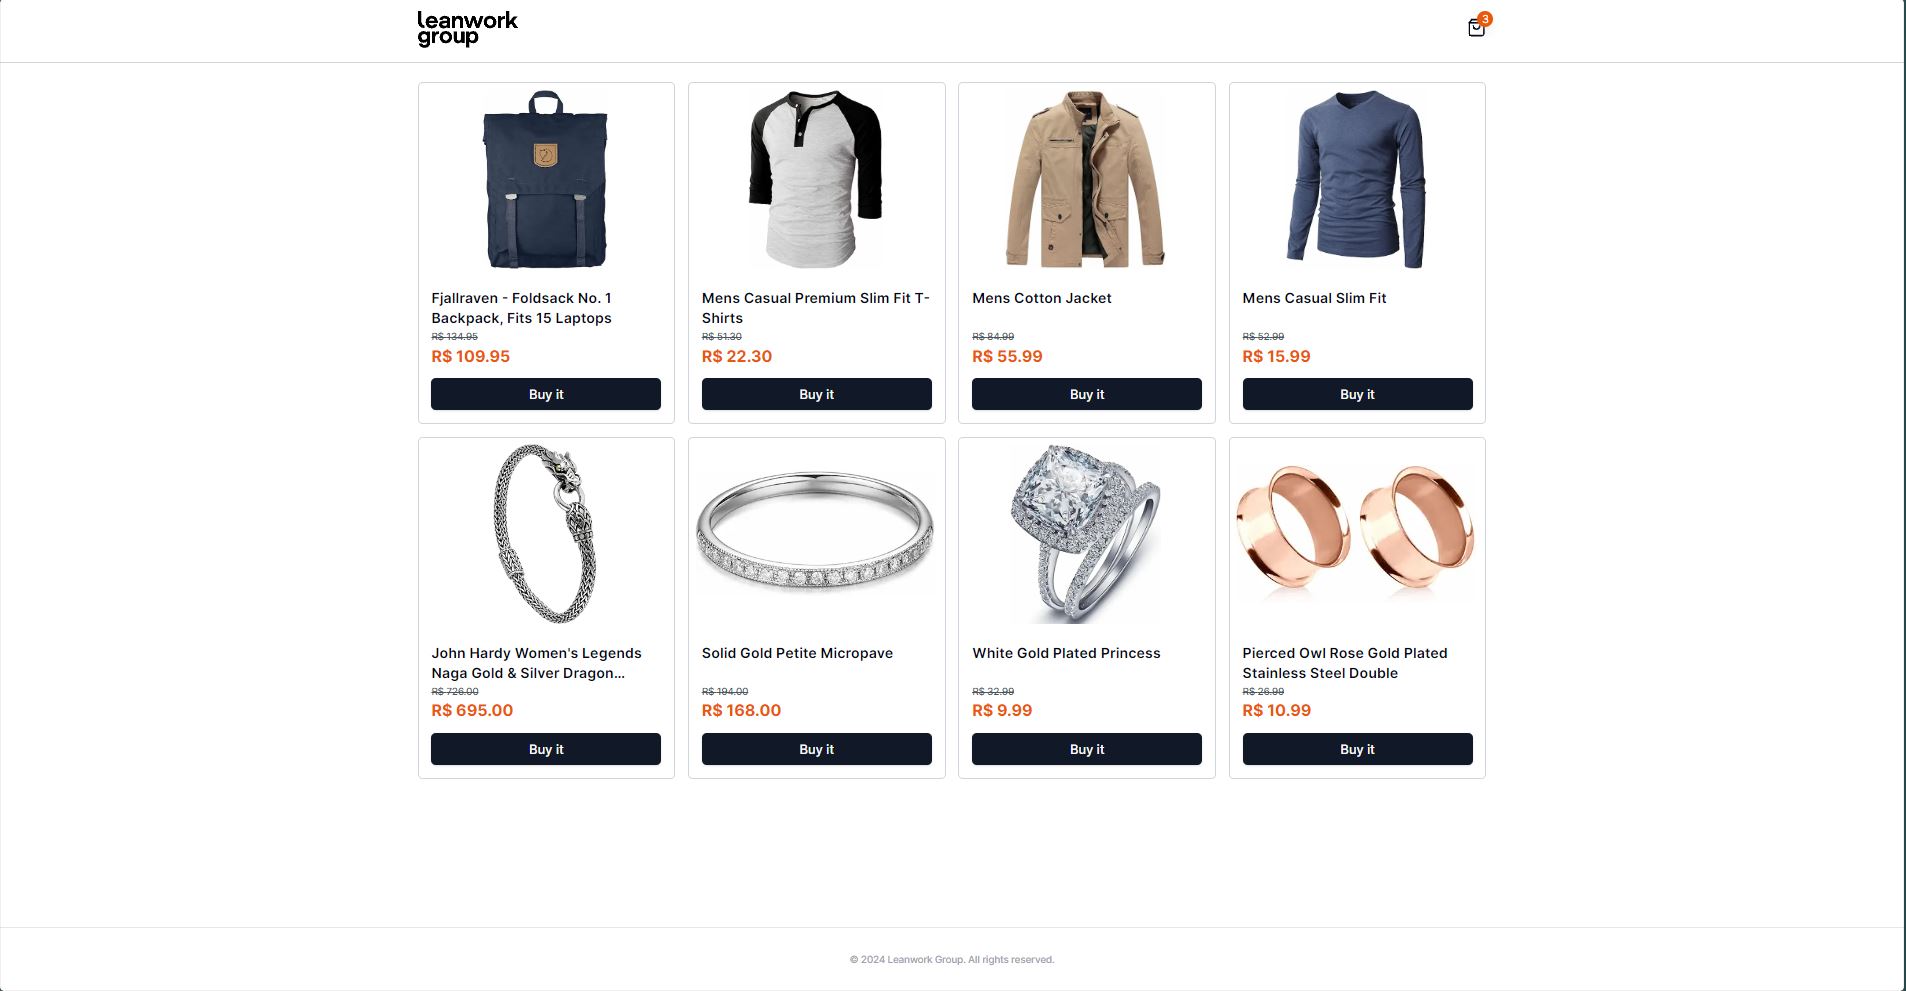 leanwork
group
3
Fjallraven - Foldsack No. 1
Backpack, Fits 15 Laptops
R$ 134.95
R$ 109.95
Buy it
Mens Casual Premium Slim Fit T-
Shirts
R$ 51.30
R$ 22.30
Buy it
Mens Cotton Jacket
R$ 84.99
R$ 55.99
Buy it
Mens Casual Slim Fit
R$ 52.99
R$ 15.99
Buy it
John Hardy Women's Legends
Naga Gold & Silver Dragon...
R$ 726.00
R$ 695.00
Buy it
Solid Gold Petite Micropave
R$ 194.00
R$ 168.00
Buy it
White Gold Plated Princess
R$ 32.99
R$ 9.99
Buy it
Pierced Owl Rose Gold Plated
Stainless Steel Double
R$ 26.99
R$ 10.99
Buy it
© 2024 Leanwork Group. All rights reserved.